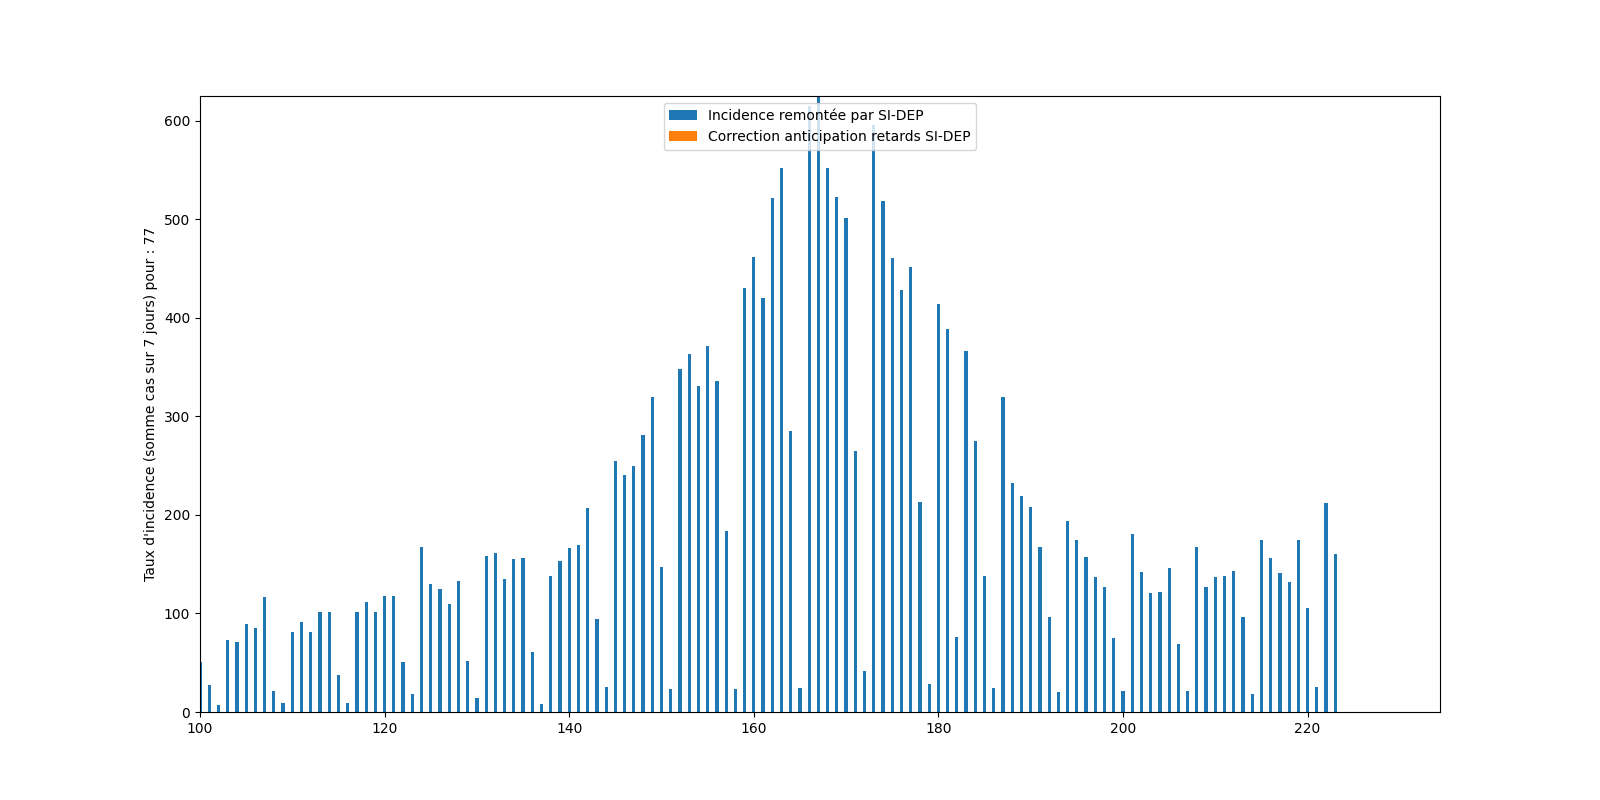 Incidence remontée par SI-DEP
Correction anticipation retards SI-DEP
Taux d'incidence (somme cas sur 7 jours) pour : 77
600
500
400
300
200
100
0
100 120 140 160 180 200 220